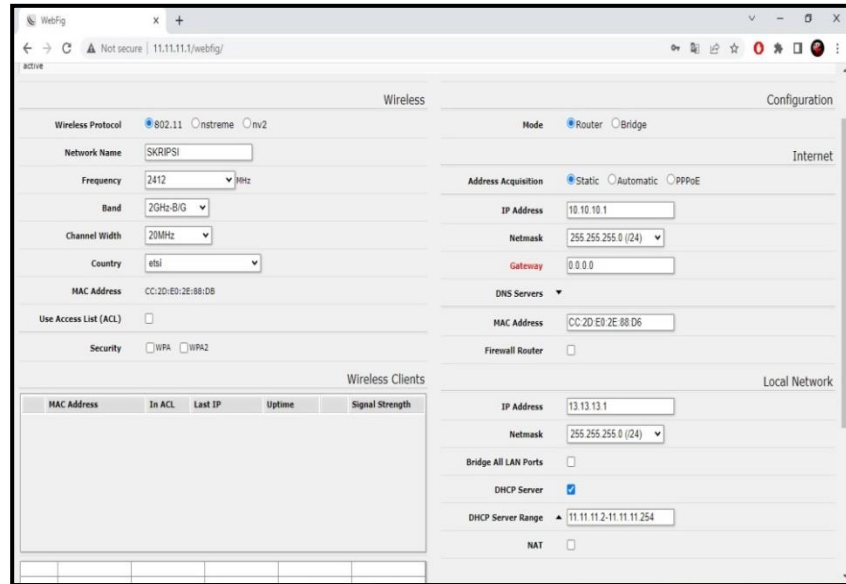 WebFig
Not secure 11.11.11.1/webfig/
active
Wireless
Wireless Protocol 802.11 nstreme nv2
Network Name SKRIPSI
Frequency 2412 MHz
Band 2GHz-B/G
Channel Width 20MHz
Country etsi
MAC Address CC:2D:E0:2E:88:DB
Use Access List (ACL)
Security WPA WPA2
Wireless Clients
MAC Address In ACL Last IP Uptime Signal Strength
Configuration
Mode Router Bridge
Internet
Address Acquisition Static Automatic PPPoE
IP Address 10.10.10.1
Netmask 255.255.255.0 (/24)
Gateway 0.0.0.0
DNS Servers
MAC Address CC:2D:E0:2E:88:D6
Firewall Router
Local Network
IP Address 13.13.13.1
Netmask 255.255.255.0 (/24)
Bridge All LAN Ports
DHCP Server
DHCP Server Range 11.11.11.2-11.11.11.254
NAT